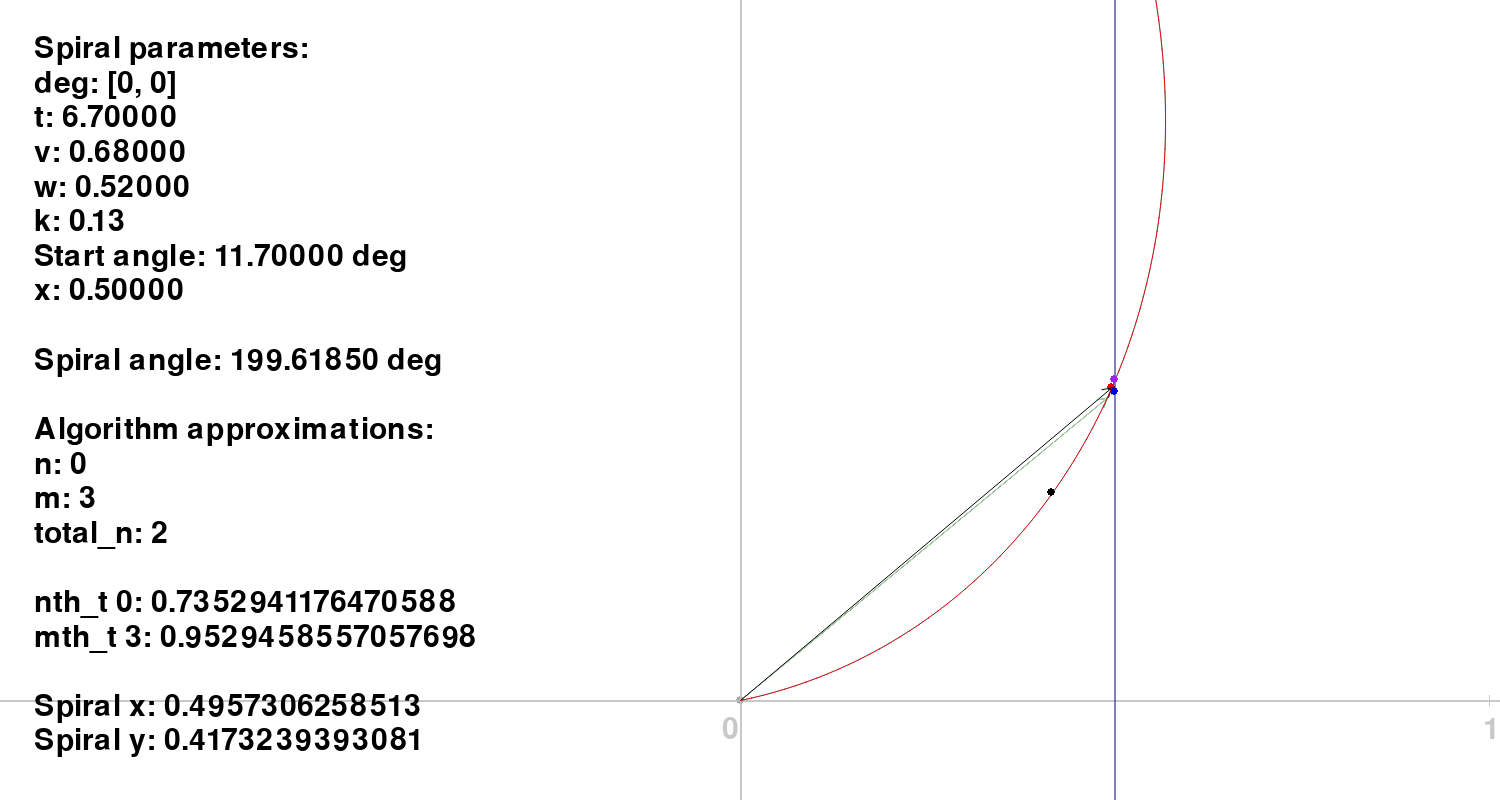 Spiral parameters:
deg: [0, 0]
t: 6.70000
v: 0.68000
w: 0.52000
k: 0.13
Start angle: 11.70000 deg
x: 0.50000
Spiral angle: 199.61850 deg
Algorithm approximations:
n: 0
m: 3
total_n: 2
nth_t 0: 0.7352941176470588
mth_t 3: 0.9529458557057698
Spiral x: 0.4957306258513
Spiral y: 0.4173239393081
0
1